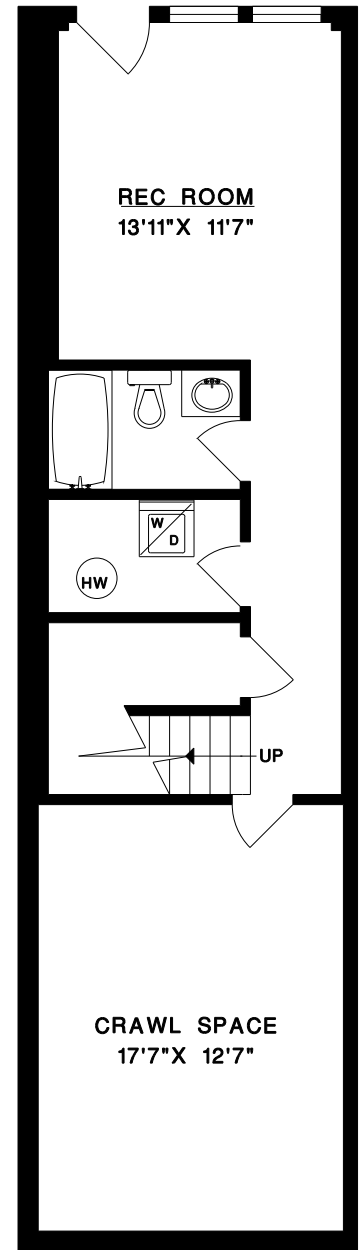 REC ROOM
13'11"X 11'7"
W
D
HW
UP
CRAWL SPACE
17'7"X 12'7"